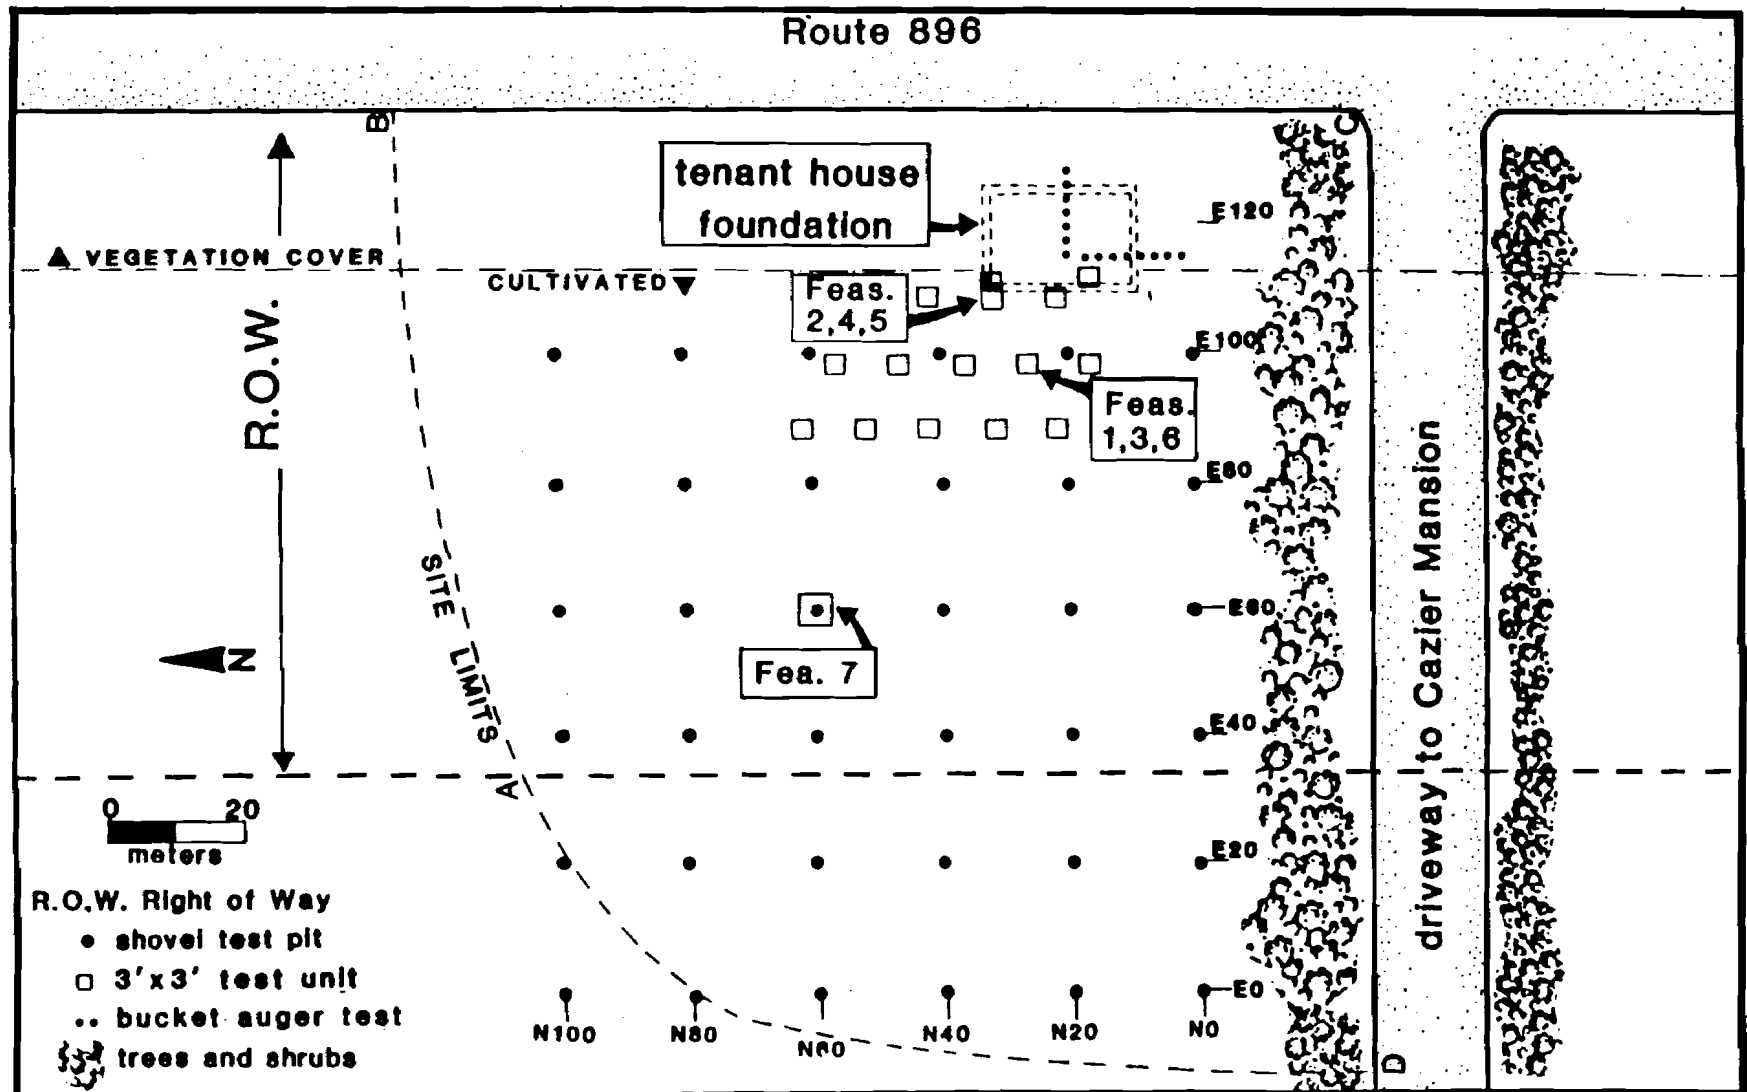 Route 896
B
C
tenant house
foundation
E120
▲ VEGETATION COVER
CULTIVATED ▼
Feas.
2,4,5
E100
R.O.W.
Feas.
1,3,6
E80
SITE LIMITS
E60
N
Fea. 7
driveway to Cazier Mansion
E40
A
0 20
meters
E20
R.O.W. Right of Way
shovel test pit
3'x3' test unit
bucket auger test
trees and shrubs
E0
N100
N80
N60
N40
N20
N0
D